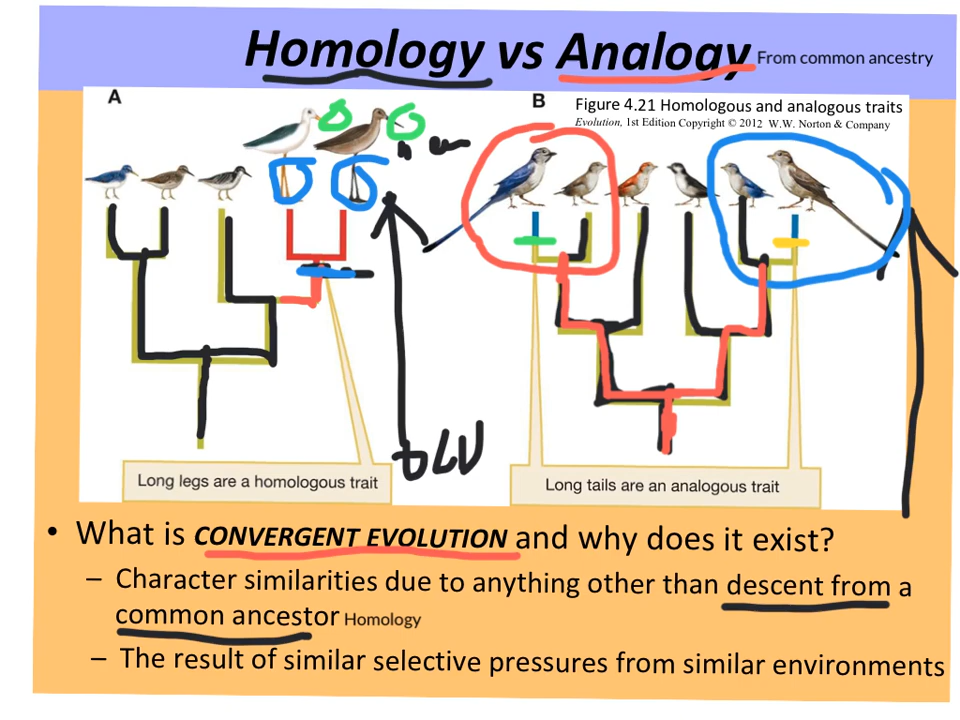 Homology vs Analogy From common ancestry
A
B
Figure 4.21 Homologous and analogous traits
Evolution, 1st Edition Copyright © 2012 W.W. Norton & Company
Long legs are a homologous trait
Long tails are an analogous trait
• What is CONVERGENT EVOLUTION and why does it exist?
– Character similarities due to anything other than descent from a
common ancestor Homology
– The result of similar selective pressures from similar environments